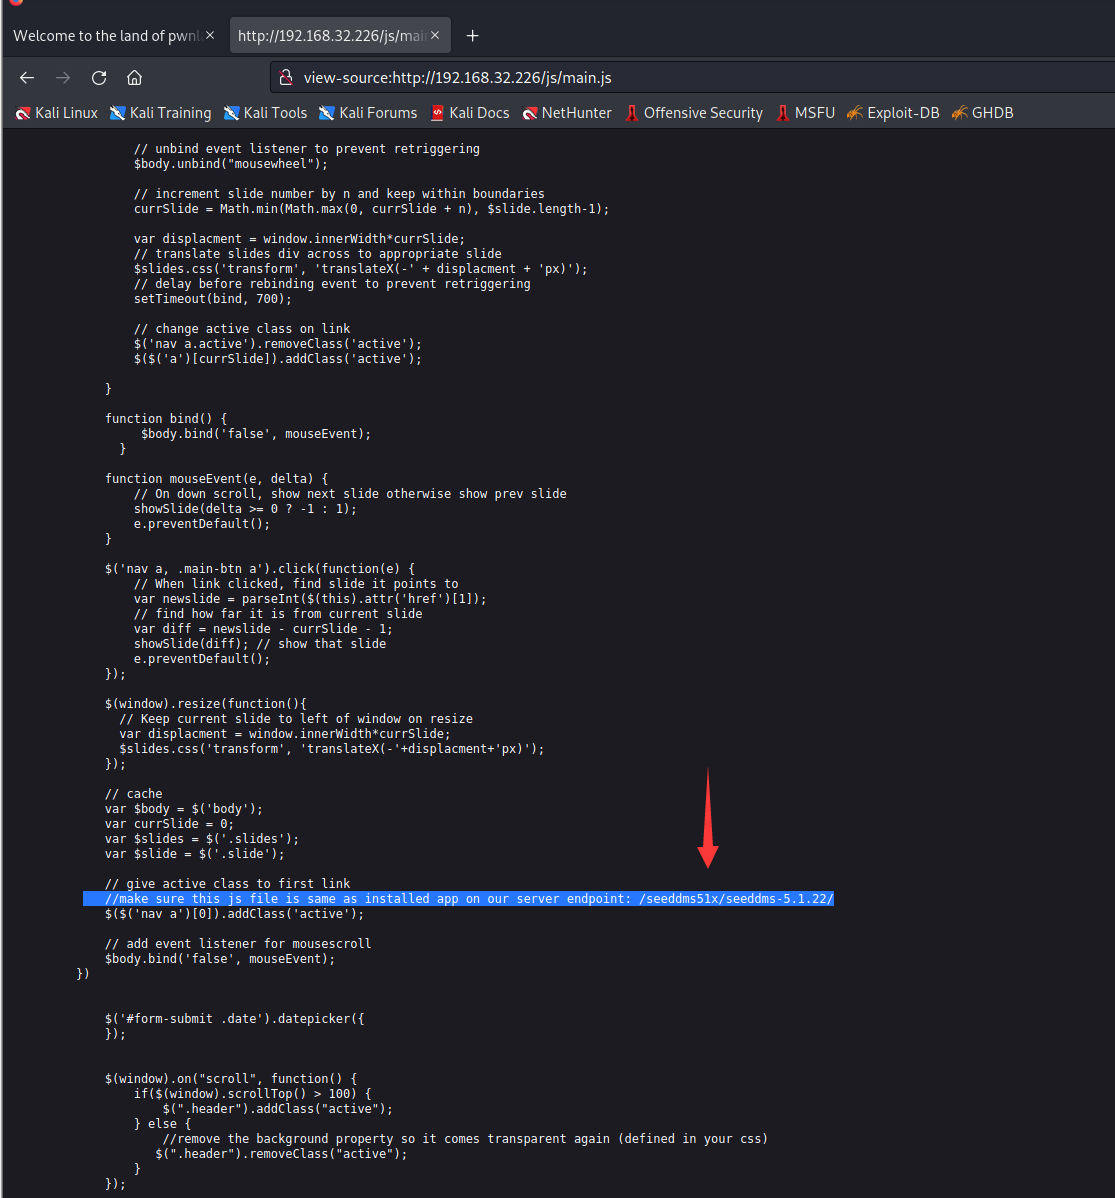 Welcome to the land of pwnl
http://192.168.32.226/js/mai
view-source:http://192.168.32.226/js/main.js
Kali Linux Kali Training Kali Tools Kali Forums Kali Docs NetHunter Offensive Security MSFU Exploit-DB GHDB
// unbind event listener to prevent retriggering
$body.unbind("mousewheel");
// increment slide number by n and keep within boundaries
currSlide = Math.min(Math.max(0, currSlide + n), $slide.length-1);
var displacment = window.innerWidth*currSlide;
// translate slides div across to appropriate slide
$slides.css('transform', 'translateX(-' + displacment + 'px)');
// delay before rebinding event to prevent retriggering
setTimeout(bind, 700);
// change active class on link
$('nav a.active').removeClass('active');
$($('a')[currSlide]).addClass('active');
}
function bind() {
$body.bind('false', mouseEvent);
}
function mouseEvent(e, delta) {
// On down scroll, show next slide otherwise show prev slide
showSlide(delta >= 0 ? -1 : 1);
e.preventDefault();
}
$('nav a, .main-btn a').click(function(e) {
// When link clicked, find slide it points to
var newslide = parseInt($(this).attr('href')[1]);
// find how far it is from current slide
var diff = newslide - currSlide - 1;
showSlide(diff); // show that slide
e.preventDefault();
});
$(window).resize(function(){
// Keep current slide to left of window on resize
var displacment = window.innerWidth*currSlide;
$slides.css('transform', 'translateX(-'+displacment+'px)');
});
// cache
var $body = $('body');
var currSlide = 0;
var $slides = $('.slides');
var $slide = $('.slide');
// give active class to first link
//make sure this js file is same as installed app on our server endpoint: /seeddms51x/seeddms-5.1.22/
$($('nav a')[0]).addClass('active');
// add event listener for mousescroll
$body.bind('false', mouseEvent);
})
$('#form-submit .date').datepicker({
});
$(window).on("scroll", function() {
if($(window).scrollTop() > 100) {
$(".header").addClass("active");
} else {
//remove the background property so it comes transparent again (defined in your css)
$(".header").removeClass("active");
}
});